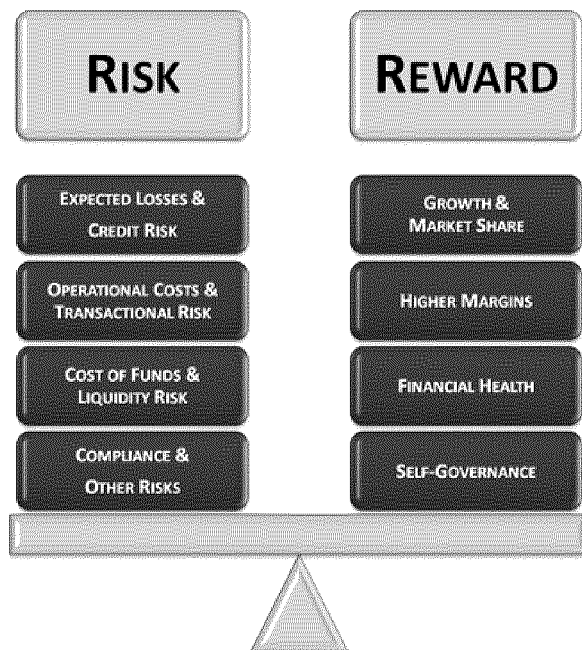 RISK
REWARD
EXPECTED LOSSES &
CREDIT RISK
OPERATIONAL COSTS &
TRANSACTIONAL RISK
COST OF FUNDS &
LIQUIDITY RISK
COMPLIANCE &
OTHER RISKS
GROWTH &
MARKET SHARE
HIGHER MARGINS
FINANCIAL HEALTH
SELF-GOVERNANCE